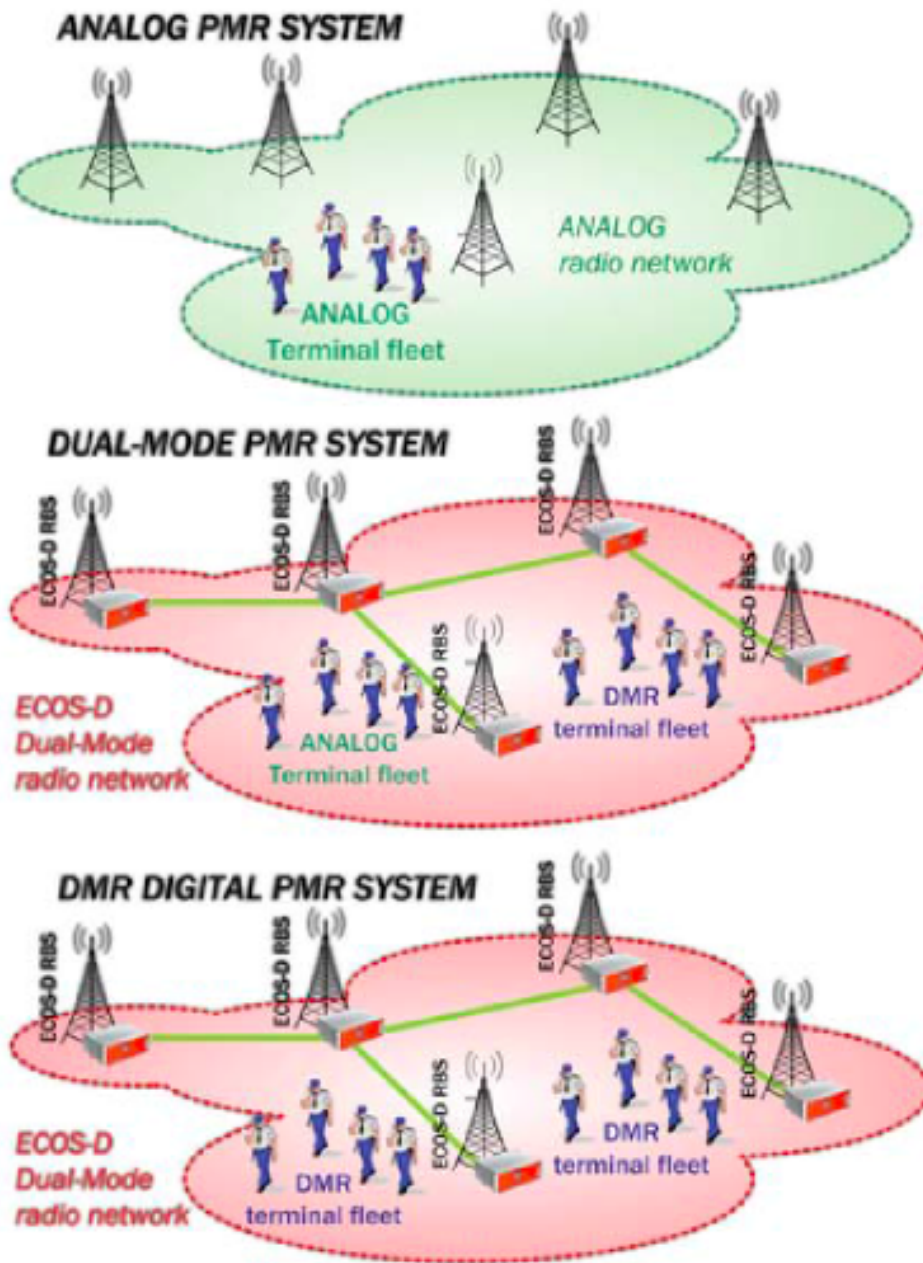 ANALOG PMR SYSTEM
ANALOG
radio network
ANALOG
Terminal fleet
DUAL-MODE PMR SYSTEM
ECOS-D RBS
ECOS-D RBS
ECOS-D RBS
ECOS-D RBS
ECOS-D RBS
DMR
terminal fleet
ECOS-D
Dual-Mode
radio network
ANALOG
Terminal fleet
DMR DIGITAL PMR SYSTEM
ECOS-D RBS
ECOS-D RBS
ECOS-D RBS
ECOS-D RBS
ECOS-D RBS
DMR
terminal fleet
ECOS-D
Dual-Mode
radio network
DMR
terminal fleet